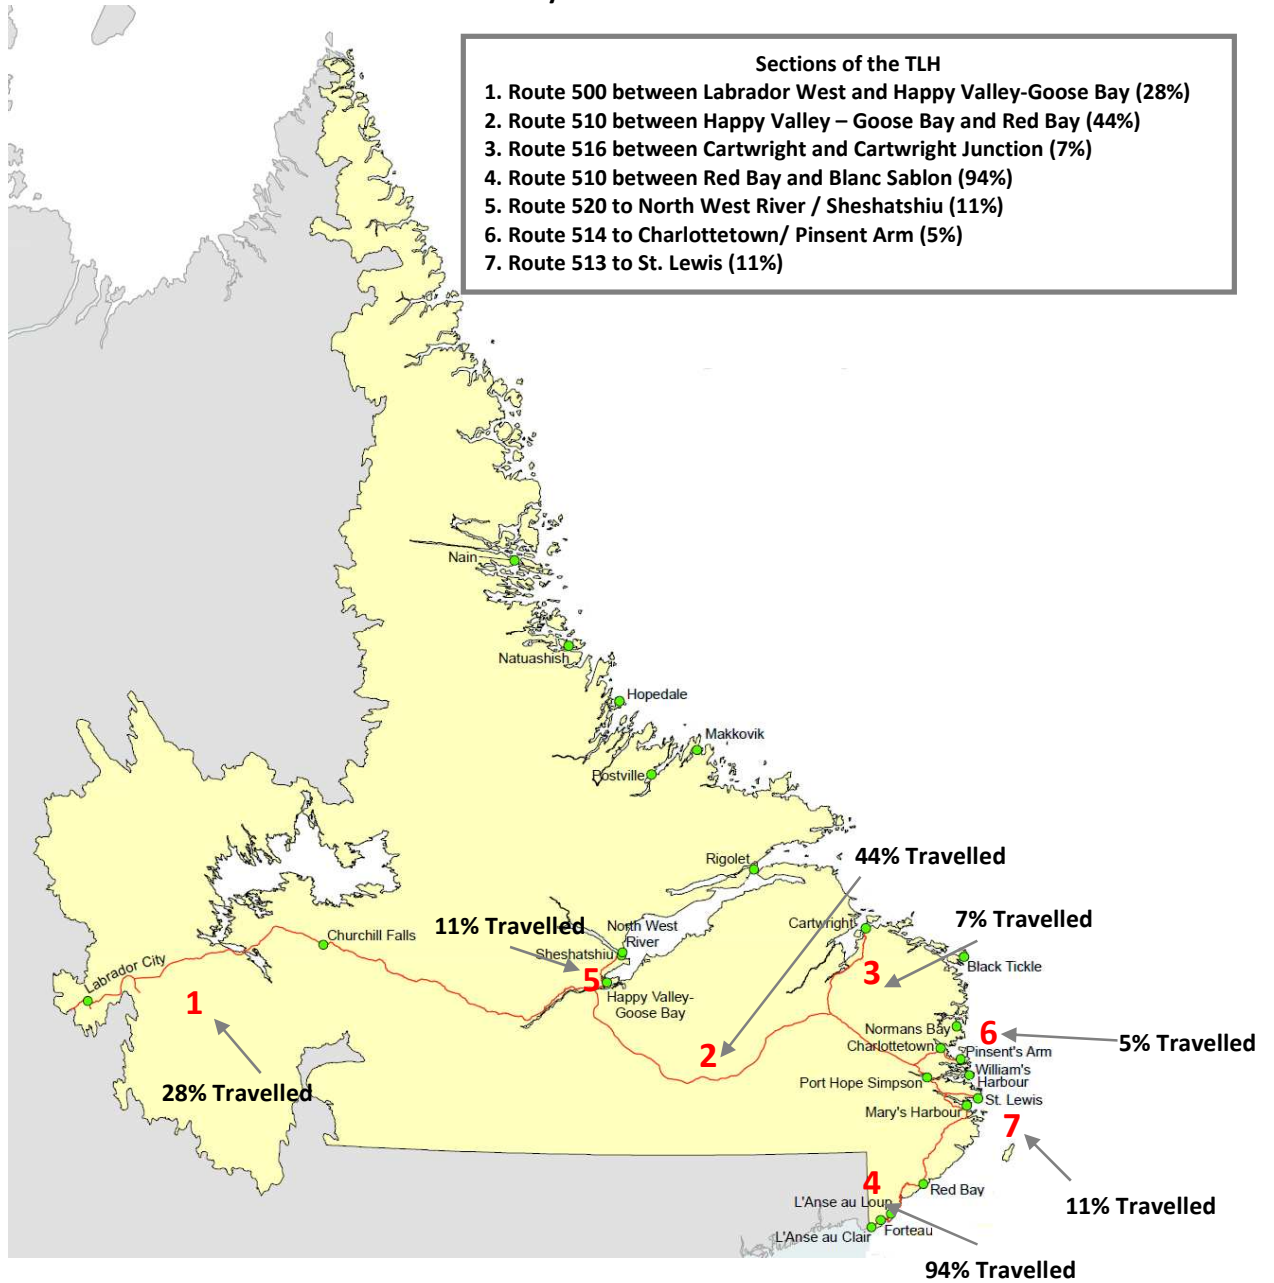 Sections of the TLH
1. Route 500 between Labrador West and Happy Valley-Goose Bay (28%)
2. Route 510 between Happy Valley – Goose Bay and Red Bay (44%)
3. Route 516 between Cartwright and Cartwright Junction (7%)
4. Route 510 between Red Bay and Blanc Sablon (94%)
5. Route 520 to North West River / Sheshatshiu (11%)
6. Route 514 to Charlottetown/ Pinsent Arm (5%)
7. Route 513 to St. Lewis (11%)
Nain
Natuashish
Hopedale
Makkovik
Postville
Rigolet
44% Travelled
Cartwright
7% Travelled
11% Travelled
North West
River
Churchill Falls
Sheshatshiu
Black Tickle
Labrador City
3
5
Happy Valley-
Goose Bay
1
Normans Bay
6
5% Travelled
Charlottetown
Pinsent's Arm
2
William's
Harbour
Port Hope Simpson
28% Travelled
St. Lewis
Mary's Harbour
7
4
Red Bay
L'Anse au Loup
11% Travelled
Forteau
L'Anse au Clair
94% Travelled